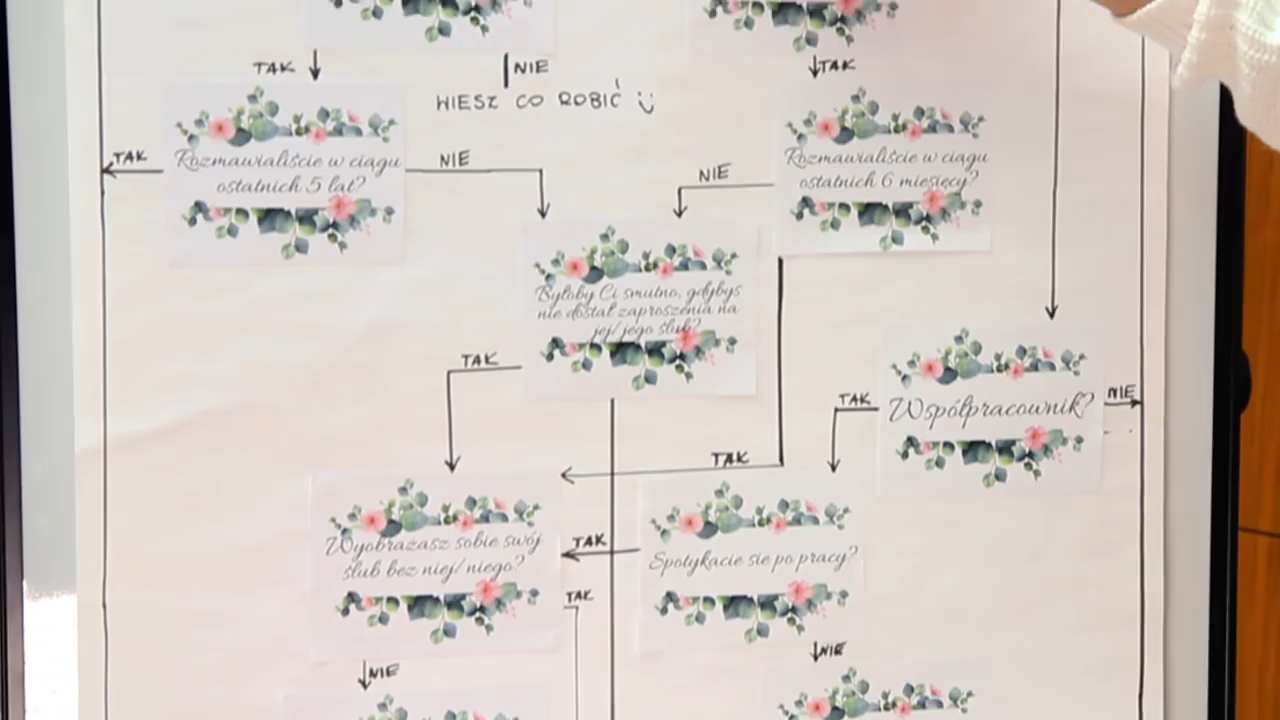 TAK
NIE
TAK
WIESZ CO ROBIĆ
TAK
Rozmawialiście w ciągu
ostatnich 5 lat?
NIE
NIE
Rozmawialiście w ciągu
ostatnich 6 miesięcy?
Byłoby Ci smutno, gdybyś
nie dostał zaproszenia na
jej/jego ślub?
TAK
TAK
Współpracownik?
NIE
TAK
Wyobrażasz sobie swój
ślub bez niej/niego?
TAK
Spotykacie się po pracy?
TAK
NIE
NIE